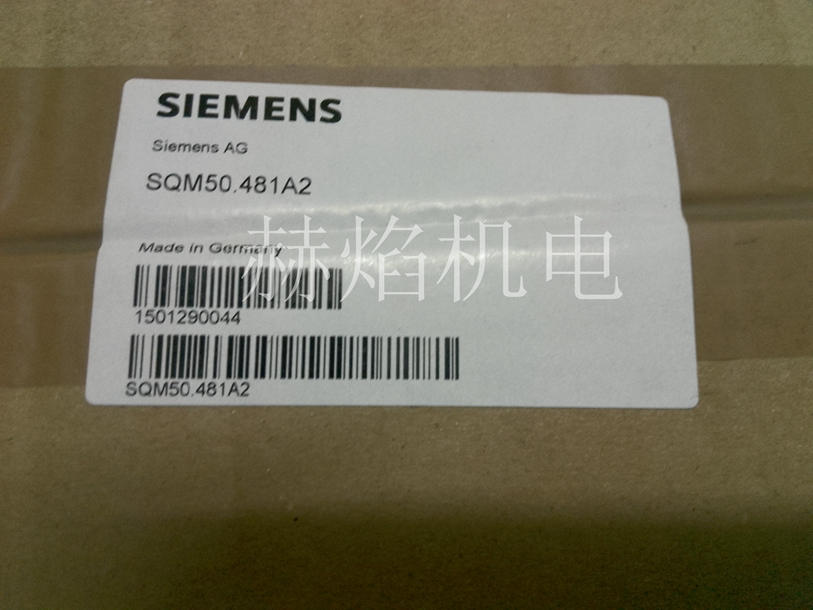 SIEMENS
Siemens AG
SQM50.481A2
Made in Germany
赫焰机电
1501290044
SQM50.481A2